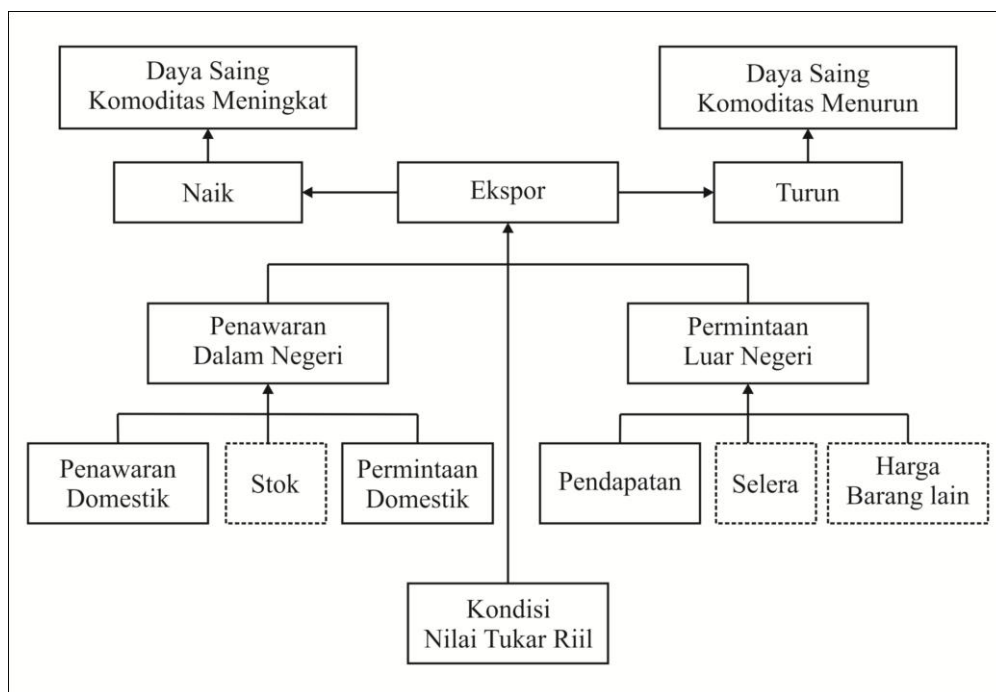 Daya Saing
Komoditas Meningkat
Daya Saing
Komoditas Menurun
Naik
Ekspor
Turun
Penawaran
Dalam Negeri
Permintaan
Luar Negeri
Penawaran
Domestik
Stok
Permintaan
Domestik
Pendapatan
Selera
Harga
Barang lain
Kondisi
Nilai Tukar Riil